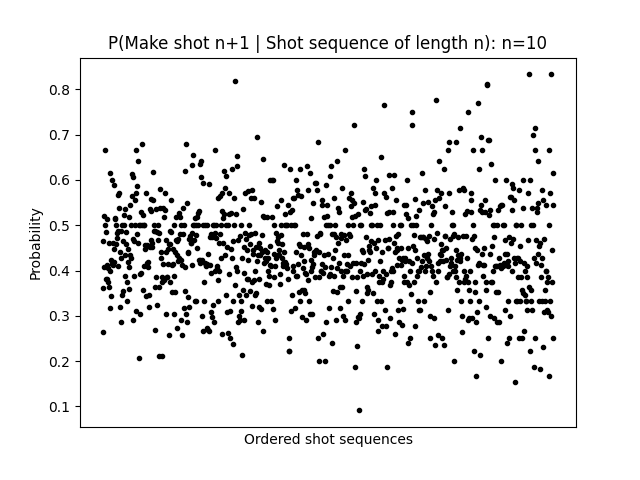 P(Make shot n+1 | Shot sequence of length n): n=10
0.8
0.7
0.6
0.5
0.4
0.3
0.2
0.1
Probability
Ordered shot sequences